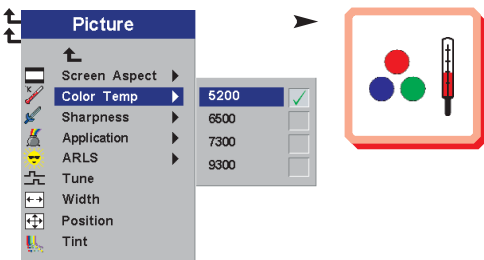 Picture
Screen Aspect
Color Temp
Sharpness
Application
ARLS
Tune
Width
Position
Tint
5200
6500
7300
9300